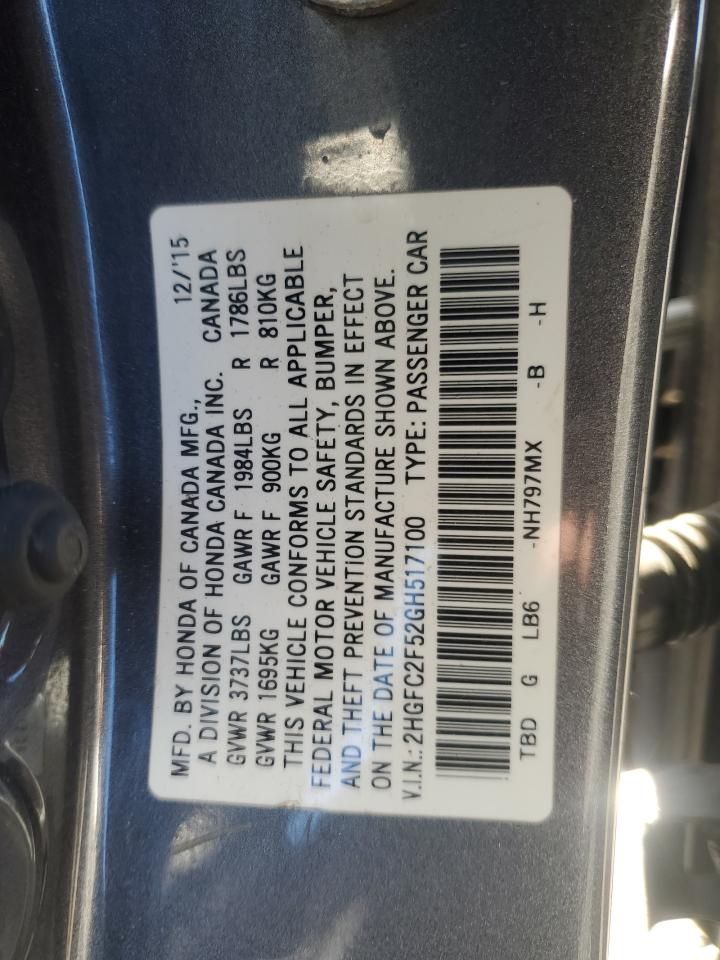 MFD. BY HONDA OF CANADA MFG., 12/'15
A DIVISION OF HONDA CANADA INC. CANADA
GVWR 3737LBS GAWR F 1984LBS R 1786LBS
GVWR 1695KG GAWR F 900KG R 810KG
THIS VEHICLE CONFORMS TO ALL APPLICABLE
FEDERAL MOTOR VEHICLE SAFETY, BUMPER,
AND THEFT PREVENTION STANDARDS IN EFFECT
ON THE DATE OF MANUFACTURE SHOWN ABOVE.
V.I.N.: 2HGFC2F52GH517100 TYPE: PASSENGER CAR
TBD G LB6 -NH797MX -B -H